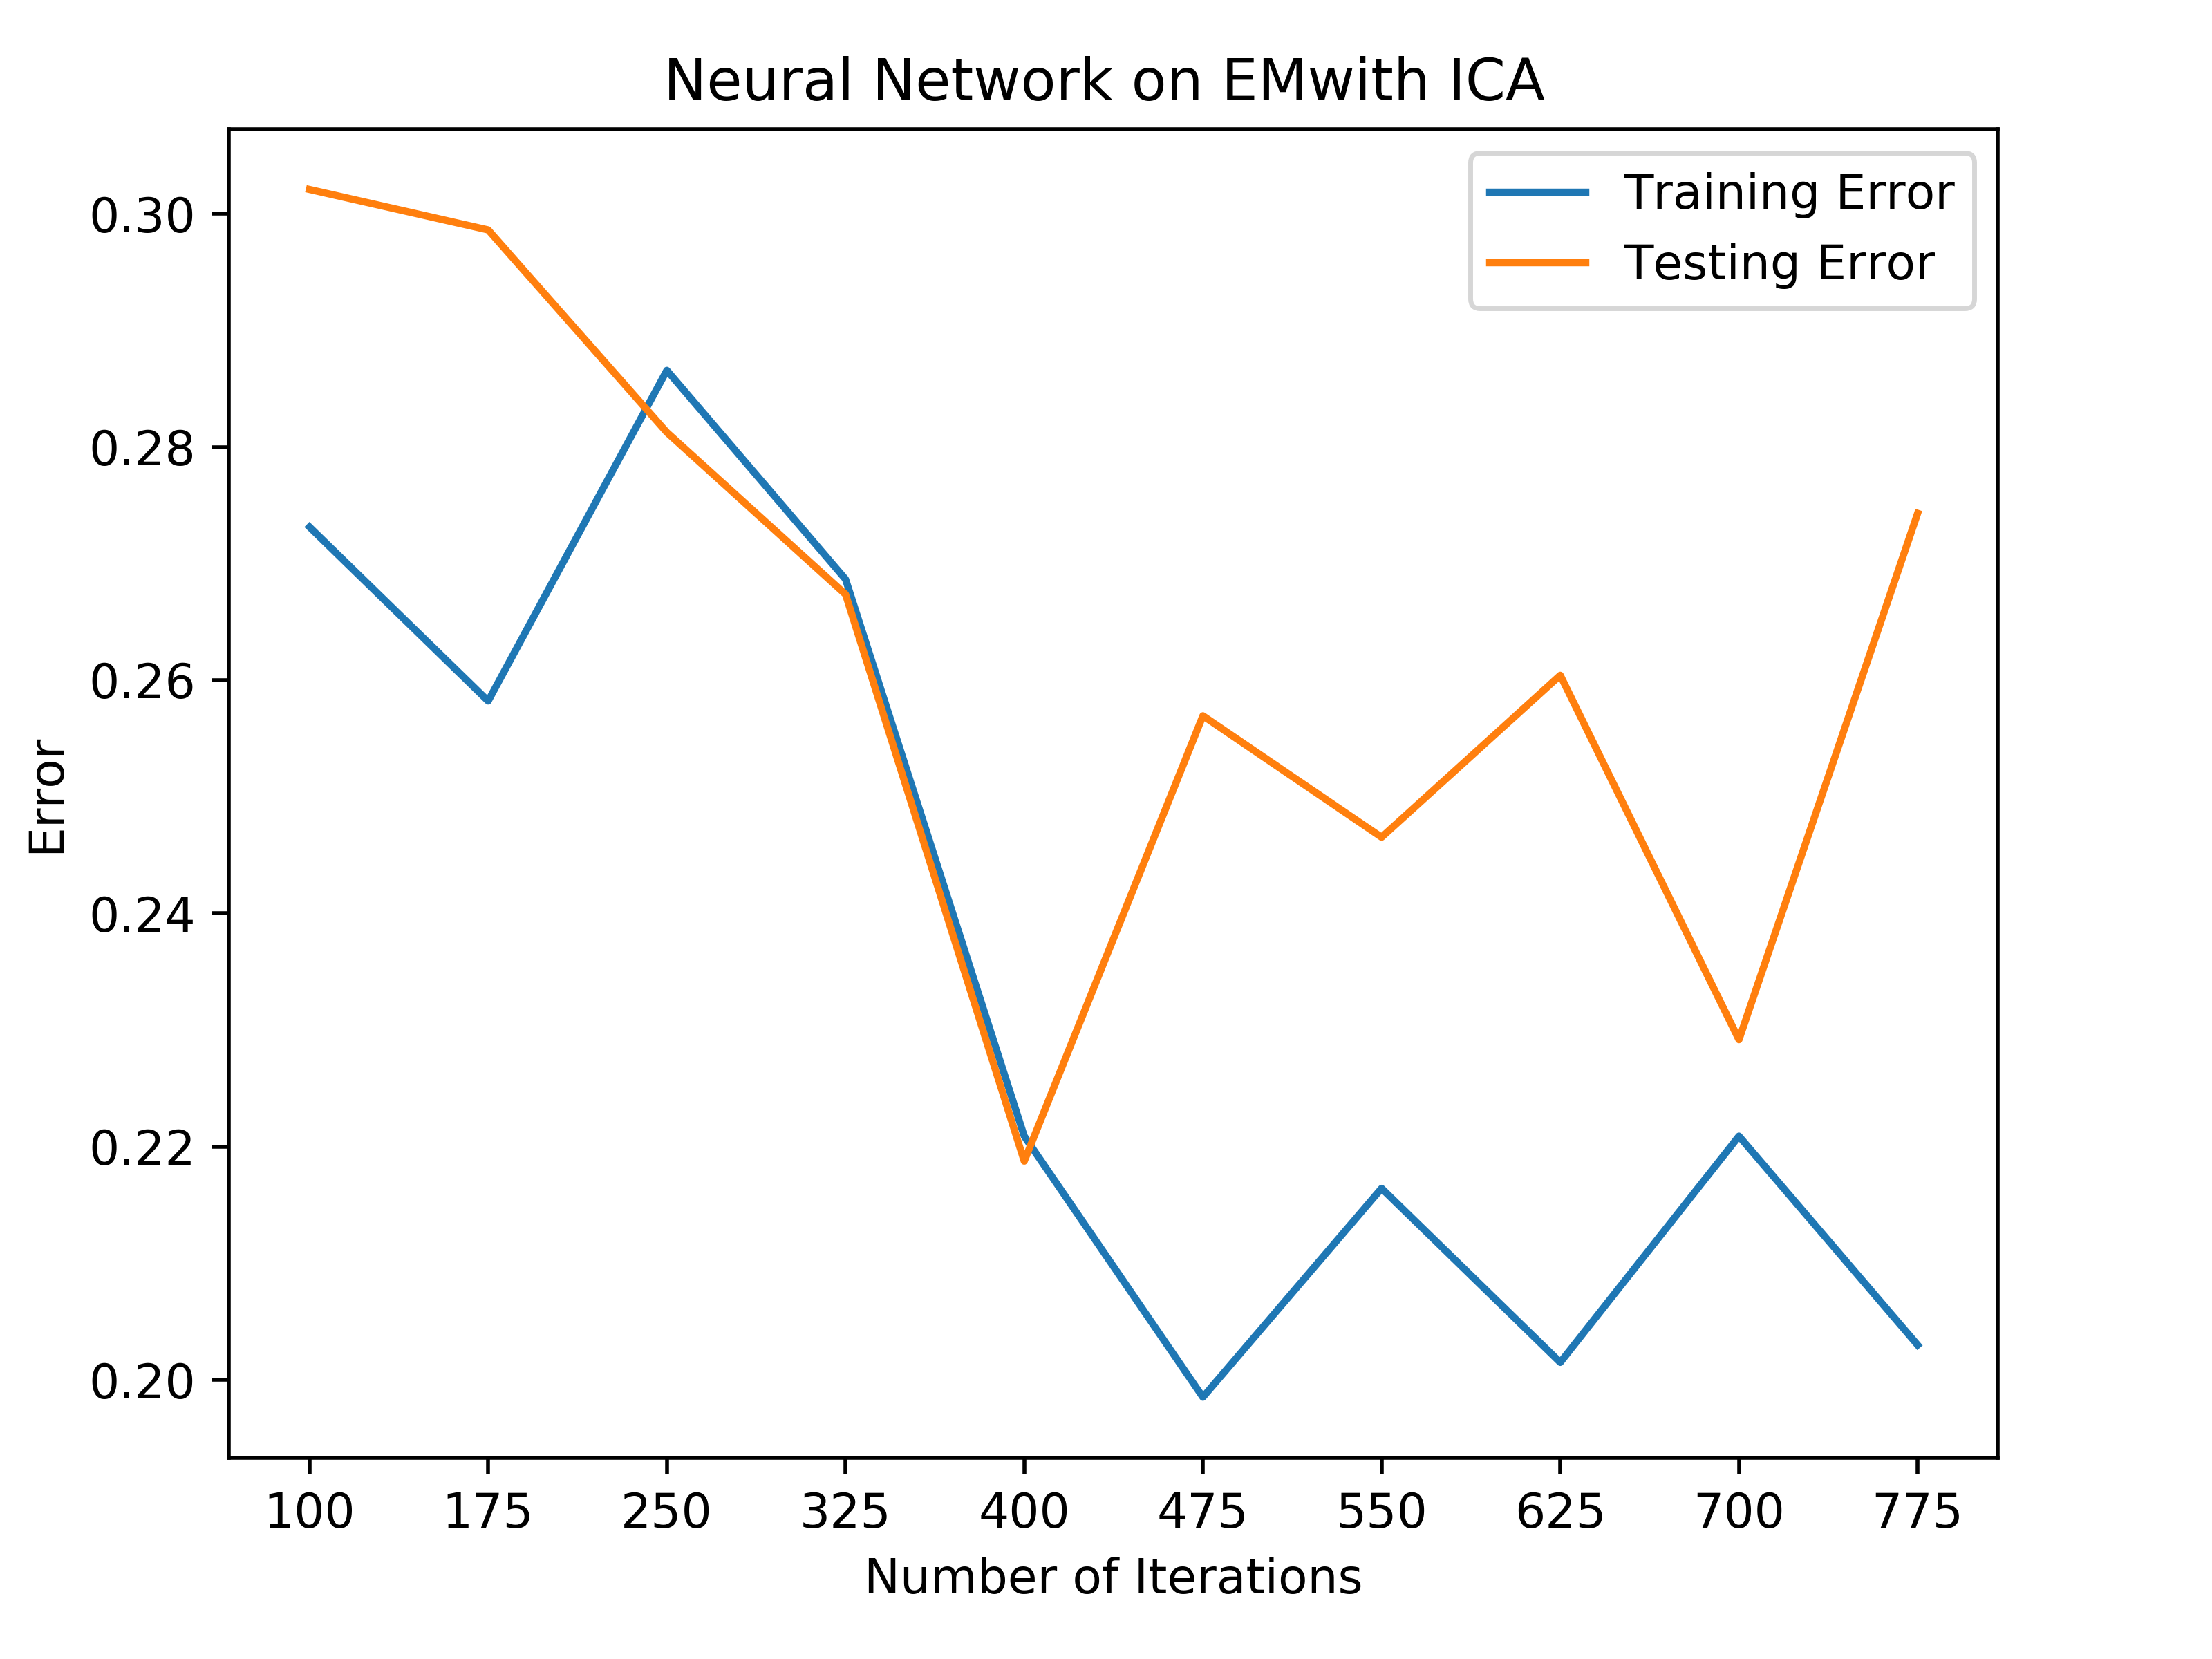 Neural Network on EMwith ICA
Training Error
Testing Error
0.30
0.28
0.26
0.24
0.22
0.20
Error
100 175 250 325 400 475 550 625 700 775
Number of Iterations